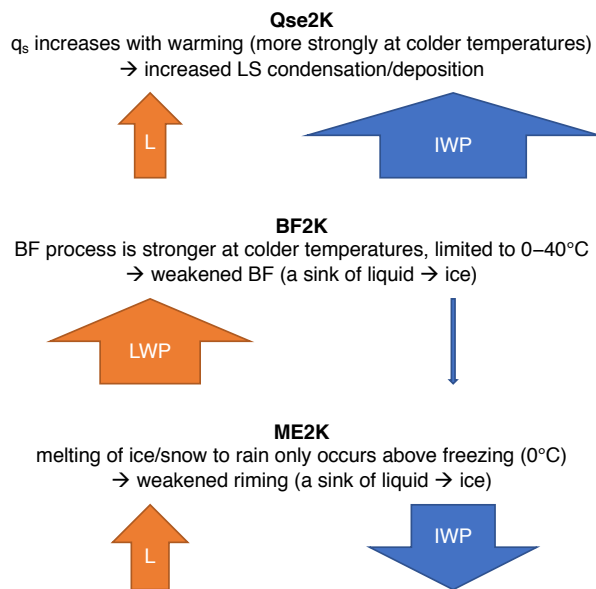 Qse2K
qs increases with warming (more strongly at colder temperatures)
→ increased LS condensation/deposition
L IWP
BF2K
BF process is stronger at colder temperatures, limited to 0–40°C
→ weakened BF (a sink of liquid → ice)
LWP
ME2K
melting of ice/snow to rain only occurs above freezing (0°C)
→ weakened riming (a sink of liquid → ice)
L IWP